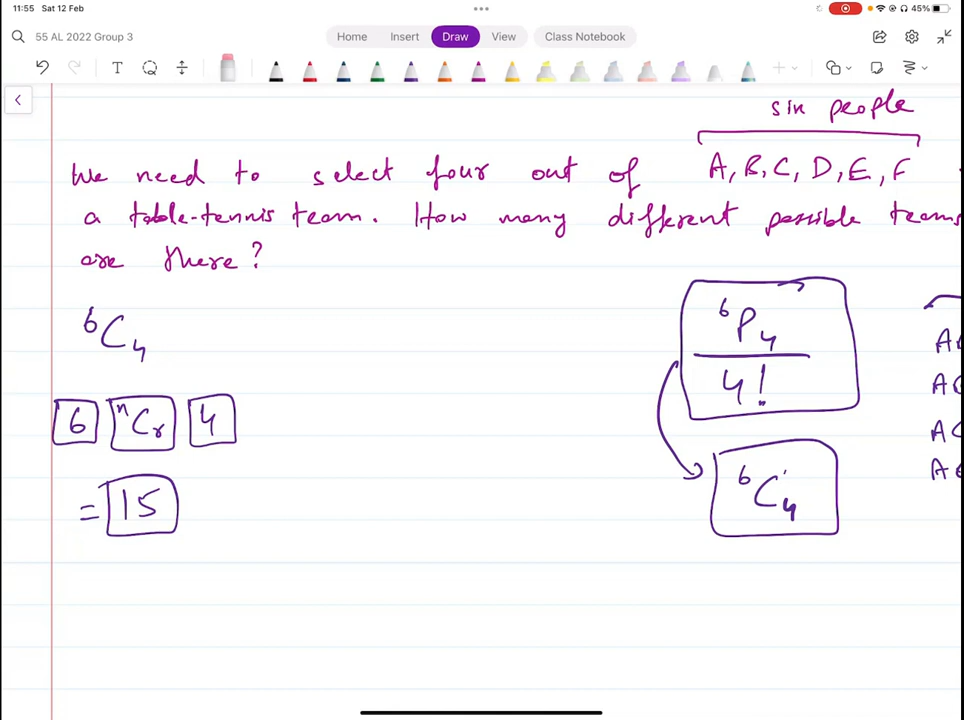 11:55 Sat 12 Feb
45%
55 AL 2022 Group 3
Home Insert Draw View Class Notebook
six people
We need to select four out of A, B, C, D, E, F
a table-tennis team. How many different possible teams
are there?
⁶C₄
⁶P₄
4!
6 ⁿCᵣ 4
⁶C₄
= 15